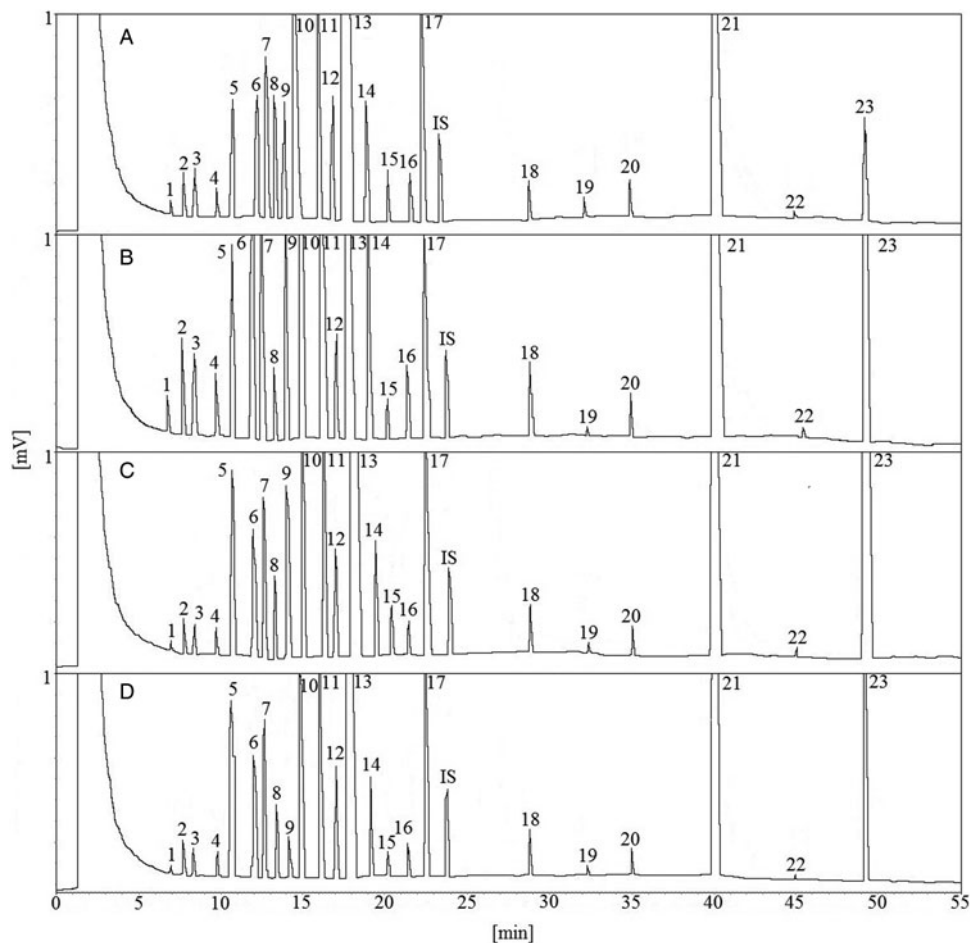 1 A 1 2 3 4 5 6 7 8 9 10 11 12 13 14 15 16 17 IS 18 19 20 21 22 23
1 B 1 2 3 4 5 6 7 8 9 10 11 12 13 14 15 16 17 IS 18 19 20 21 22 23
[mV]
1 C 1 2 3 4 5 6 7 8 9 10 11 12 13 14 15 16 17 IS 18 19 20 21 22 23
1 D 1 2 3 4 5 6 7 8 9 10 11 12 13 14 15 16 17 IS 18 19 20 21 22 23
0 5 10 15 20 25 30 35 40 45 50 55
[min]